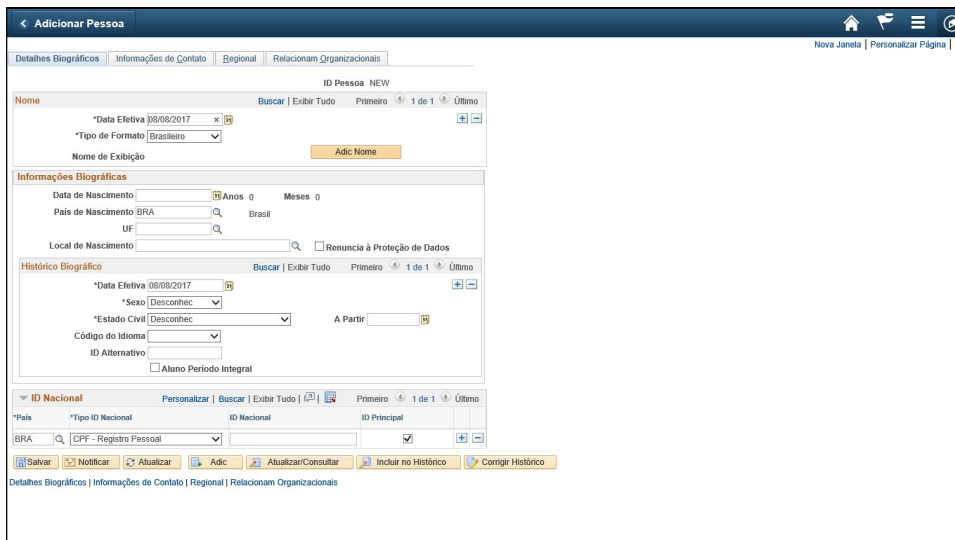 Adicionar Pessoa
Nova Janela | Personalizar Página |
Detalhes Biográficos Informações de Contato Regional Relacionam Organizacionais
ID Pessoa NEW
Nome Buscar | Exibir Tudo Primeiro 1 de 1 Último
*Data Efetiva 08/08/2017
*Tipo de Formato Brasileiro
Nome de Exibição Adic Nome
Informações Biográficas
Data de Nascimento Anos 0 Meses 0
País de Nascimento BRA Brasil
UF
Local de Nascimento Renuncia à Proteção de Dados
Histórico Biográfico Buscar | Exibir Tudo Primeiro 1 de 1 Último
*Data Efetiva 08/08/2017
*Sexo Desconhec
*Estado Civil Desconhec A Partir
Código do Idioma
ID Alternativo
Aluno Período Integral
ID Nacional Personalizar | Buscar | Exibir Tudo | | Primeiro 1 de 1 Último
*País *Tipo ID Nacional ID Nacional ID Principal
BRA CPF - Registro Pessoal
Salvar Notificar Atualizar Adic Atualizar/Consultar Incluir no Histórico Corrigir Histórico
Detalhes Biográficos | Informações de Contato | Regional | Relacionam Organizacionais